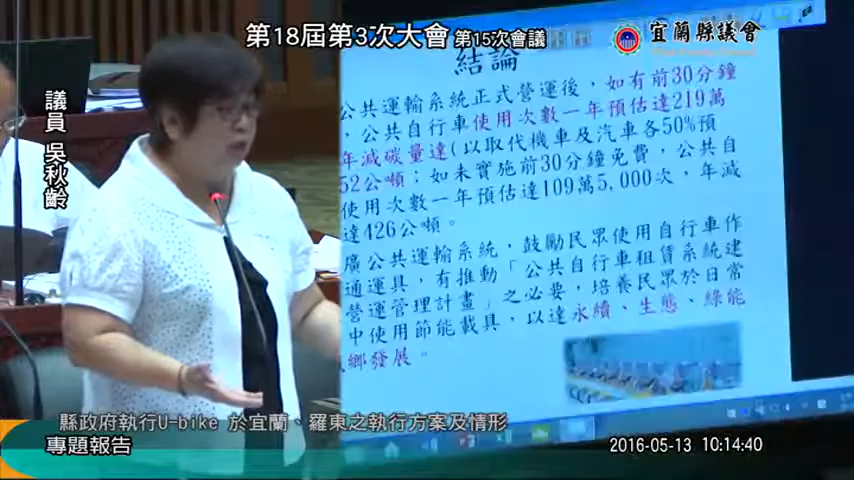 第18屆第3次大會 第15次會議
宜蘭縣議會
結論
公共運輸系統正式營運後，如有前30分鐘
，公共自行車使用次數一年預估達219萬
年減碳量達(以取代機車及汽車各50%預
52公噸；如未實施前30分鐘免費，公共自
使用次數一年預估達109萬5,000次，年減
達426公噸。
廣公共運輸系統，鼓勵民眾使用自行車作
通運具，有推動「公共自行車租賃系統建
營運管理計畫」之必要，培養民眾於日常
中使用節能載具，以達永續、生態、綠能
鄉發展。
議員 吳秋齡
縣政府執行U-bike 於宜蘭、羅東之執行方案及情形
專題報告
2016-05-13 10:14:40